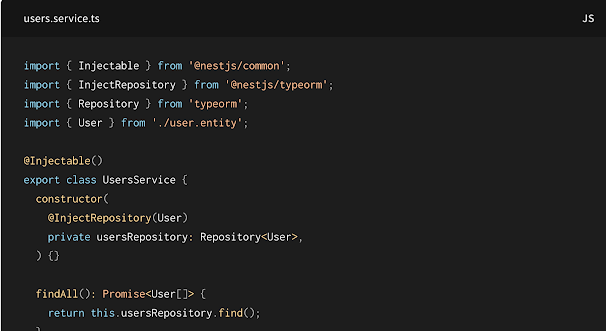 users.service.ts JS
import { Injectable } from '@nestjs/common';
import { InjectRepository } from '@nestjs/typeorm';
import { Repository } from 'typeorm';
import { User } from './user.entity';
@Injectable()
export class UsersService {
  constructor(
    @InjectRepository(User)
    private usersRepository: Repository<User>,
  ) {}
  findAll(): Promise<User[]> {
    return this.usersRepository.find();
  }